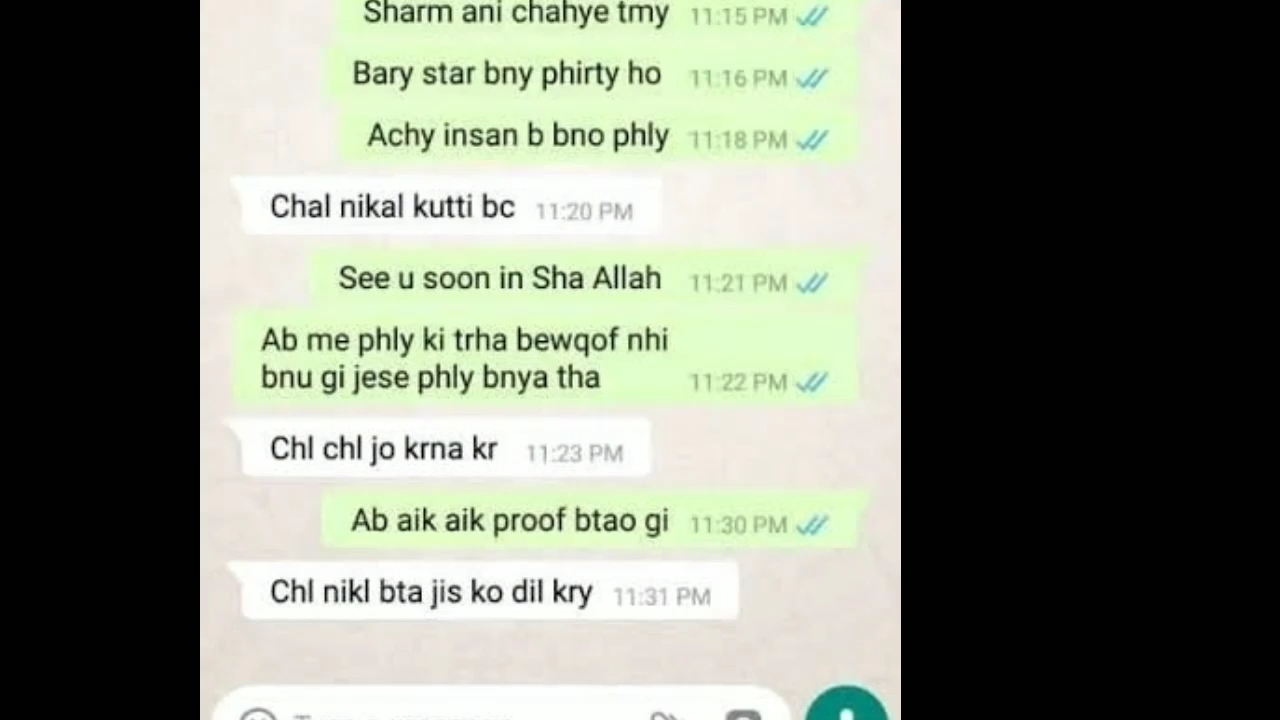 Sharm ani chahye tmy 11:15 PM
Bary star bny phirty ho 11:16 PM
Achy insan b bno phly 11:18 PM
Chal nikal kutti bc 11:20 PM
See u soon in Sha Allah 11:21 PM
Ab me phly ki trha bewqof nhi
bnu gi jese phly bnya tha 11:22 PM
Chl chl jo krna kr 11:23 PM
Ab aik aik proof btao gi 11:30 PM
Chl nikl bta jis ko dil kry 11:31 PM